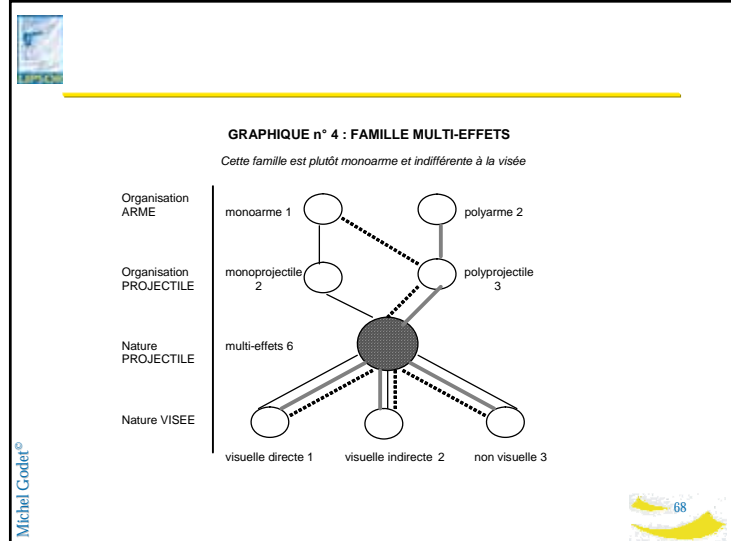 LIPSOR
GRAPHIQUE n° 4 : FAMILLE MULTI-EFFETS
Cette famille est plutôt monoarme et indifférente à la visée
Organisation
ARME
monoarme 1
polyarme 2
Organisation
PROJECTILE
monoprojectile
2
polyprojectile
3
Nature
PROJECTILE
multi-effets 6
Nature VISEE
visuelle directe 1
visuelle indirecte 2
non visuelle 3
Michel Godet©
68